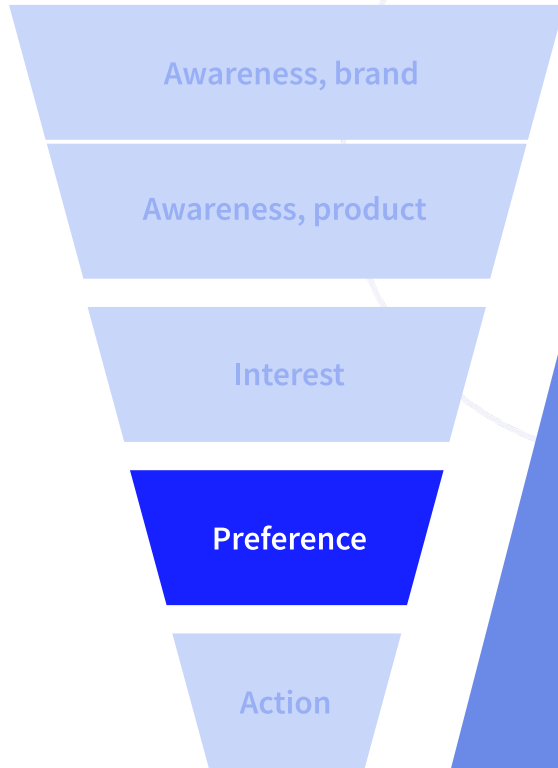 Awareness, brand
Awareness, product
Interest
Preference
Action